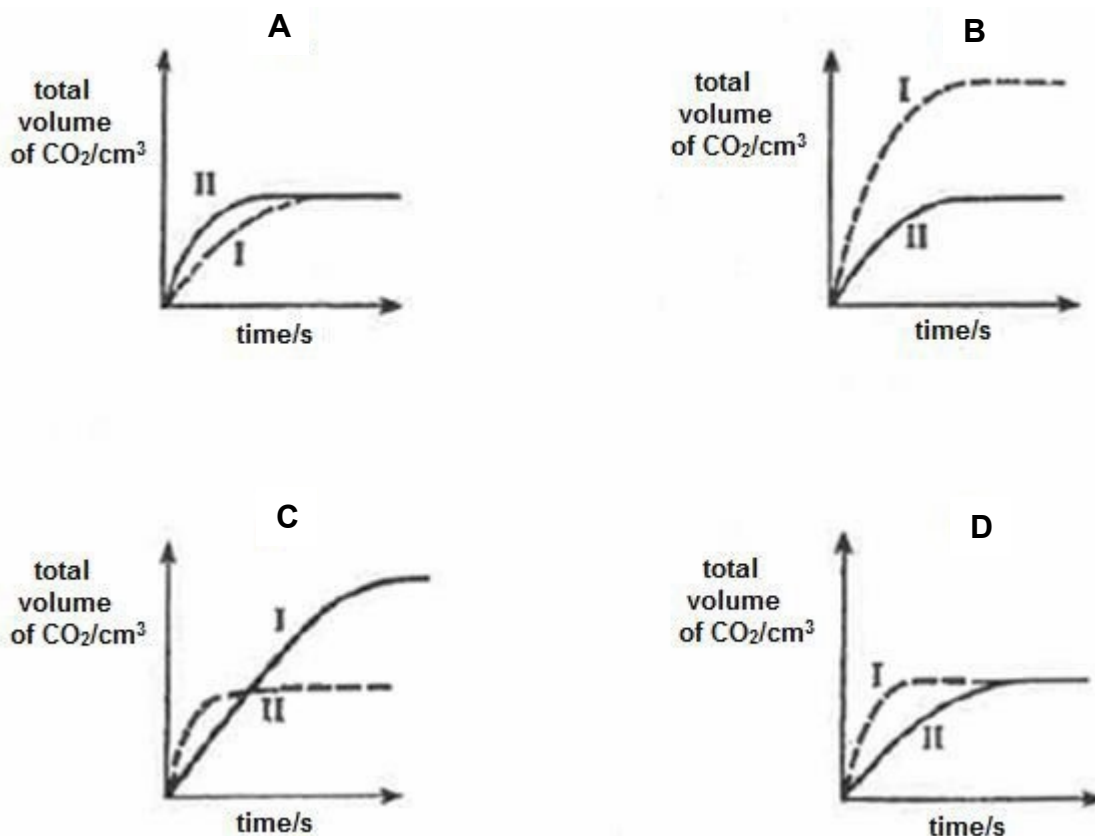 A
total
volume
of CO₂/cm³
II
I
time/s
B
total
volume
of CO₂/cm³
I
II
time/s
C
total
volume
of CO₂/cm³
I
II
time/s
D
total
volume
of CO₂/cm³
I
II
time/s